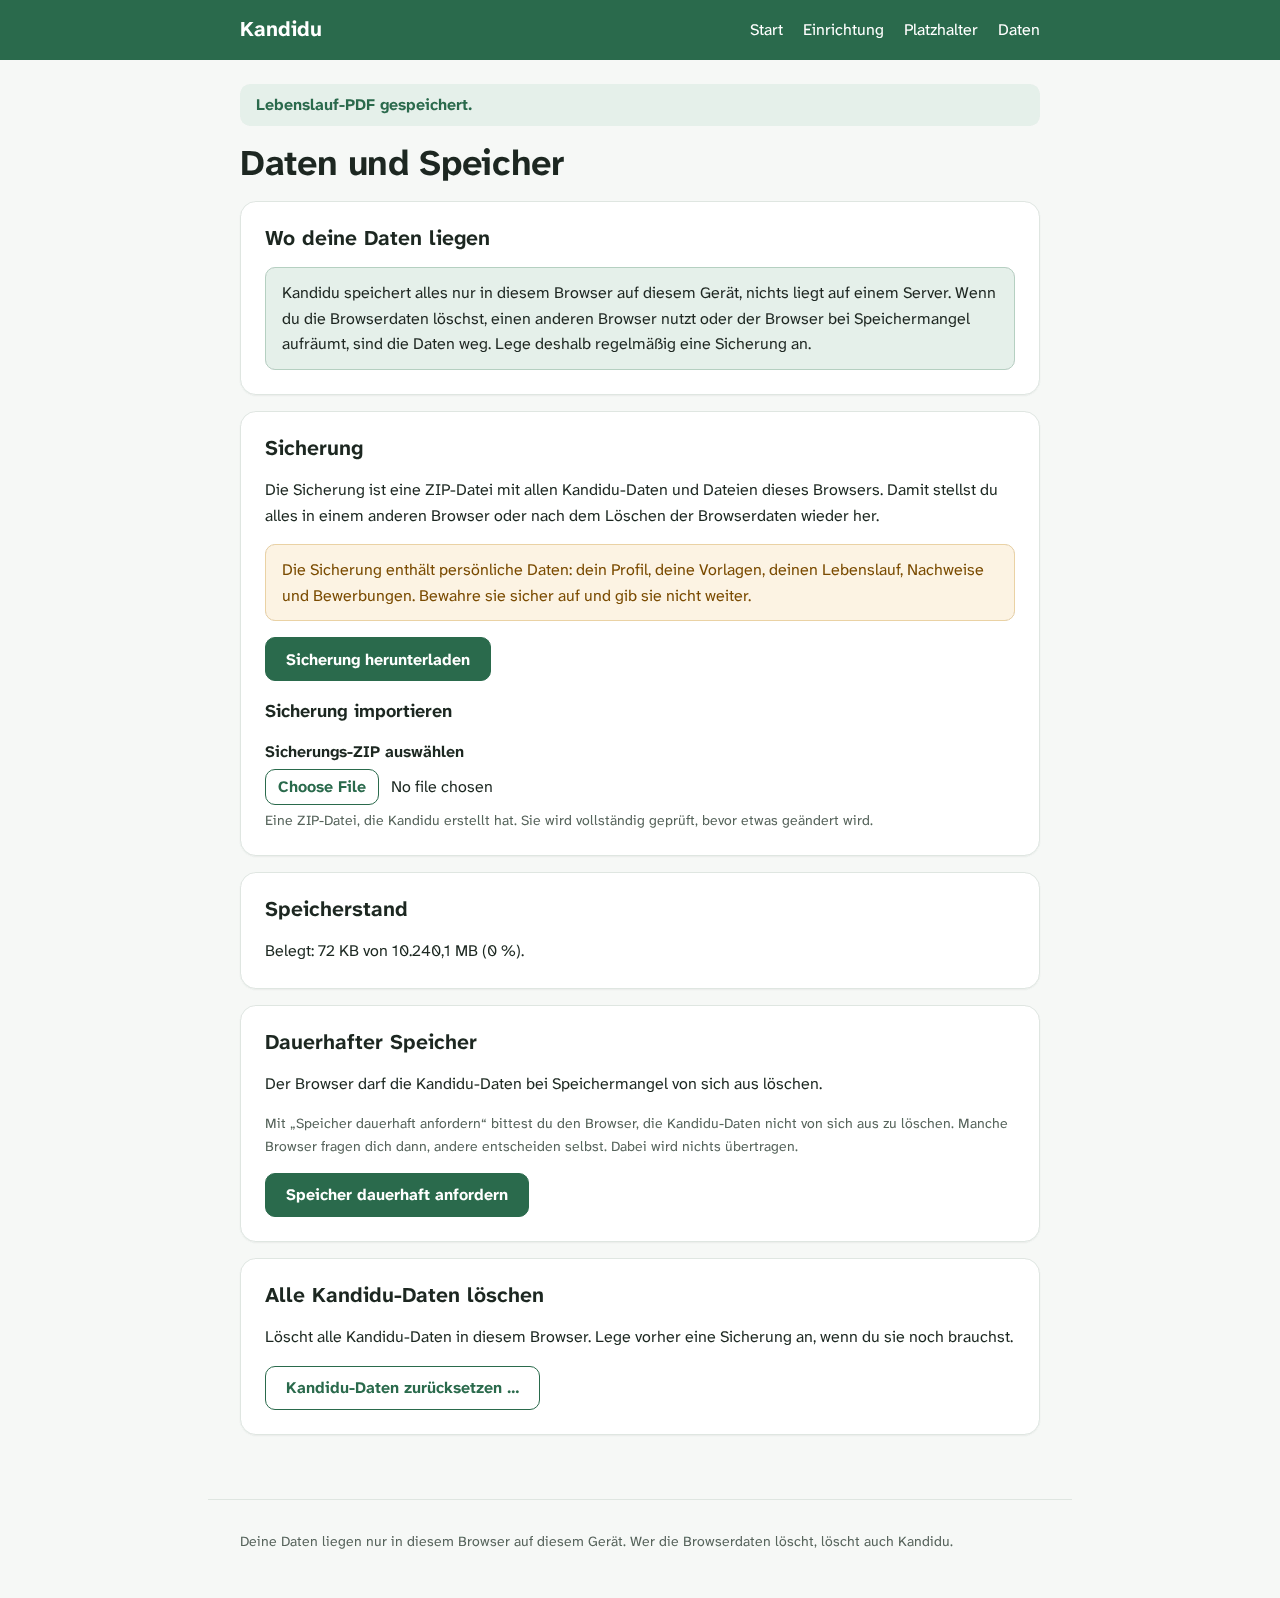 Kandidu
Start Einrichtung Platzhalter Daten
Lebenslauf-PDF gespeichert.
Daten und Speicher
Wo deine Daten liegen
Kandidu speichert alles nur in diesem Browser auf diesem Gerät, nichts liegt auf einem Server. Wenn
du die Browserdaten löschst, einen anderen Browser nutzt oder der Browser bei Speichermangel
aufräumt, sind die Daten weg. Lege deshalb regelmäßig eine Sicherung an.
Sicherung
Die Sicherung ist eine ZIP-Datei mit allen Kandidu-Daten und Dateien dieses Browsers. Damit stellst du
alles in einem anderen Browser oder nach dem Löschen der Browserdaten wieder her.
Die Sicherung enthält persönliche Daten: dein Profil, deine Vorlagen, deinen Lebenslauf, Nachweise
und Bewerbungen. Bewahre sie sicher auf und gib sie nicht weiter.
Sicherung herunterladen
Sicherung importieren
Sicherungs-ZIP auswählen
Choose File No file chosen
Eine ZIP-Datei, die Kandidu erstellt hat. Sie wird vollständig geprüft, bevor etwas geändert wird.
Speicherstand
Belegt: 72 KB von 10.240,1 MB (0 %).
Dauerhafter Speicher
Der Browser darf die Kandidu-Daten bei Speichermangel von sich aus löschen.
Mit „Speicher dauerhaft anfordern“ bittest du den Browser, die Kandidu-Daten nicht von sich aus zu löschen. Manche
Browser fragen dich dann, andere entscheiden selbst. Dabei wird nichts übertragen.
Speicher dauerhaft anfordern
Alle Kandidu-Daten löschen
Löscht alle Kandidu-Daten in diesem Browser. Lege vorher eine Sicherung an, wenn du sie noch brauchst.
Kandidu-Daten zurücksetzen …
Deine Daten liegen nur in diesem Browser auf diesem Gerät. Wer die Browserdaten löscht, löscht auch Kandidu.